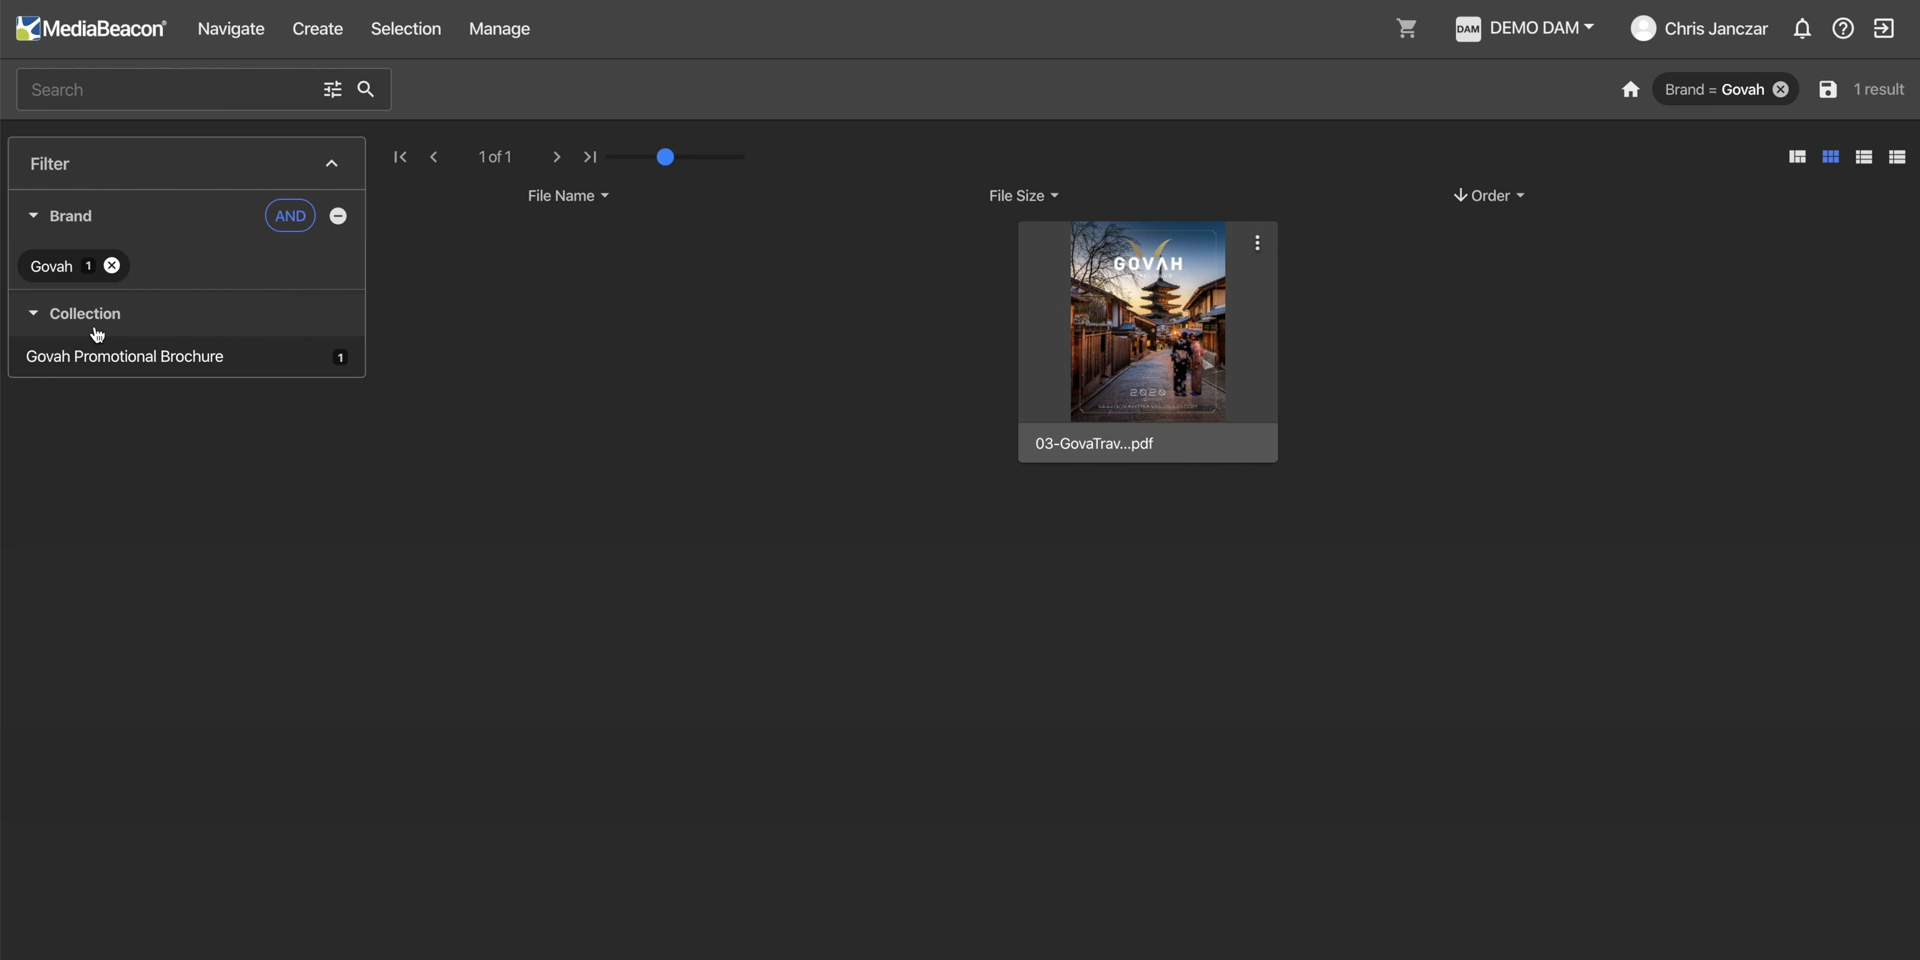 MediaBeacon®
Navigate
Create
Selection
Manage
DAM
DEMO DAM
Chris Janczar
Search
Brand = Govah
1 result
Filter
1 of 1
Brand
AND
File Name
File Size
Order
Govah 1
Collection
Govah Promotional Brochure 1
GOVAH
2020
03-GovaTrav...pdf